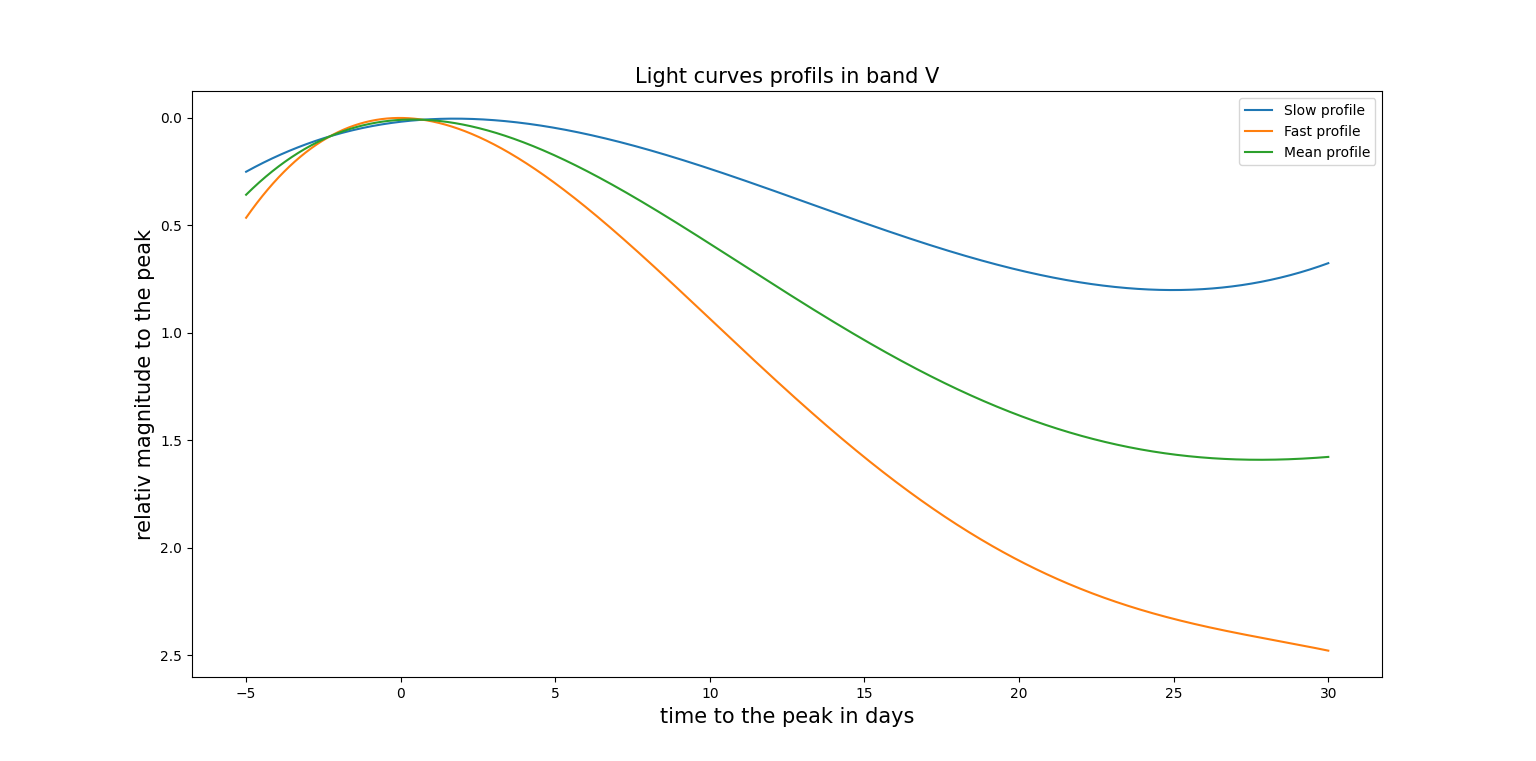 Light curves profils in band V
Slow profile
Fast profile
Mean profile
relativ magnitude to the peak
0.0
0.5
1.0
1.5
2.0
2.5
−5
0
5
10
15
20
25
30
time to the peak in days